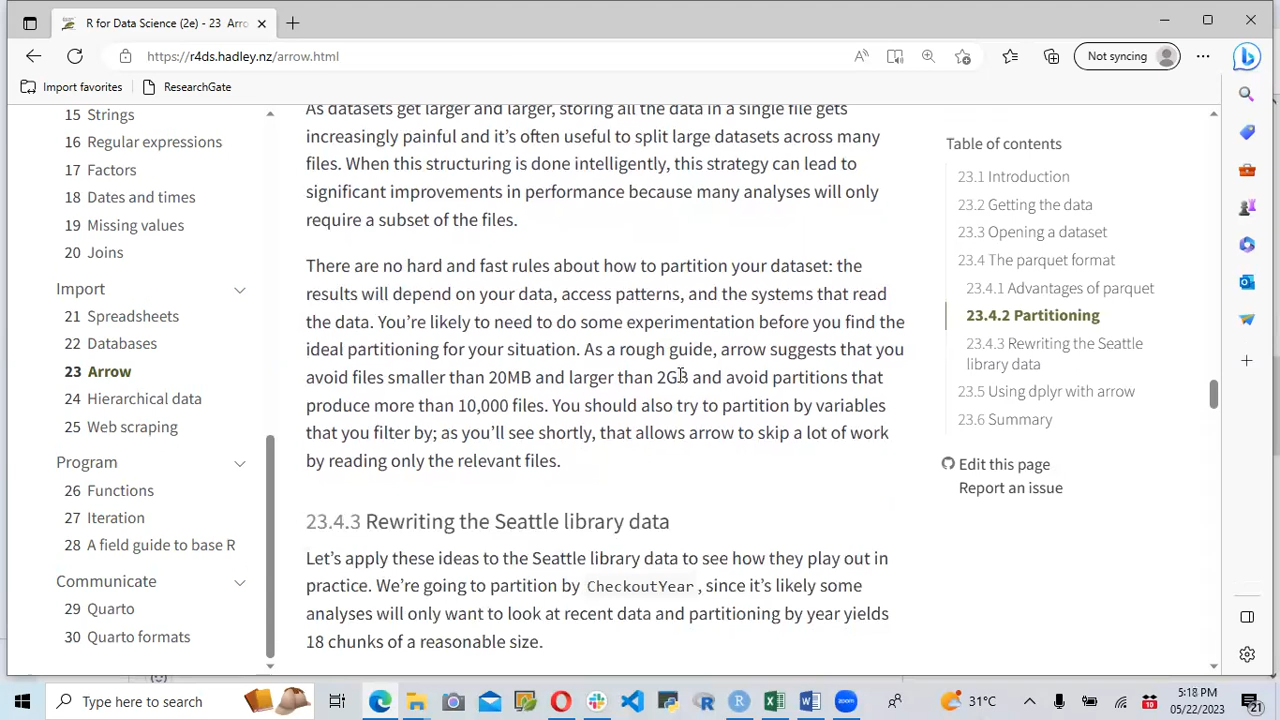 R for Data Science (2e) - 23 Arro
https://r4ds.hadley.nz/arrow.html
Not syncing
Import favorites
ResearchGate
15 Strings
16 Regular expressions
17 Factors
18 Dates and times
19 Missing values
20 Joins
Import
21 Spreadsheets
22 Databases
23 Arrow
24 Hierarchical data
25 Web scraping
Program
26 Functions
27 Iteration
28 A field guide to base R
Communicate
29 Quarto
30 Quarto formats
As datasets get larger and larger, storing all the data in a single file gets
increasingly painful and it's often useful to split large datasets across many
files. When this structuring is done intelligently, this strategy can lead to
significant improvements in performance because many analyses will only
require a subset of the files.
There are no hard and fast rules about how to partition your dataset: the
results will depend on your data, access patterns, and the systems that read
the data. You're likely to need to do some experimentation before you find the
ideal partitioning for your situation. As a rough guide, arrow suggests that you
avoid files smaller than 20MB and larger than 2GB and avoid partitions that
produce more than 10,000 files. You should also try to partition by variables
that you filter by; as you'll see shortly, that allows arrow to skip a lot of work
by reading only the relevant files.
23.4.3 Rewriting the Seattle library data
Let's apply these ideas to the Seattle library data to see how they play out in
practice. We're going to partition by CheckoutYear, since it's likely some
analyses will only want to look at recent data and partitioning by year yields
18 chunks of a reasonable size.
Table of contents
23.1 Introduction
23.2 Getting the data
23.3 Opening a dataset
23.4 The parquet format
23.4.1 Advantages of parquet
23.4.2 Partitioning
23.4.3 Rewriting the Seattle
library data
23.5 Using dplyr with arrow
23.6 Summary
Edit this page
Report an issue
Type here to search
zoom
31°C
10
5:18 PM
05/22/2023
21